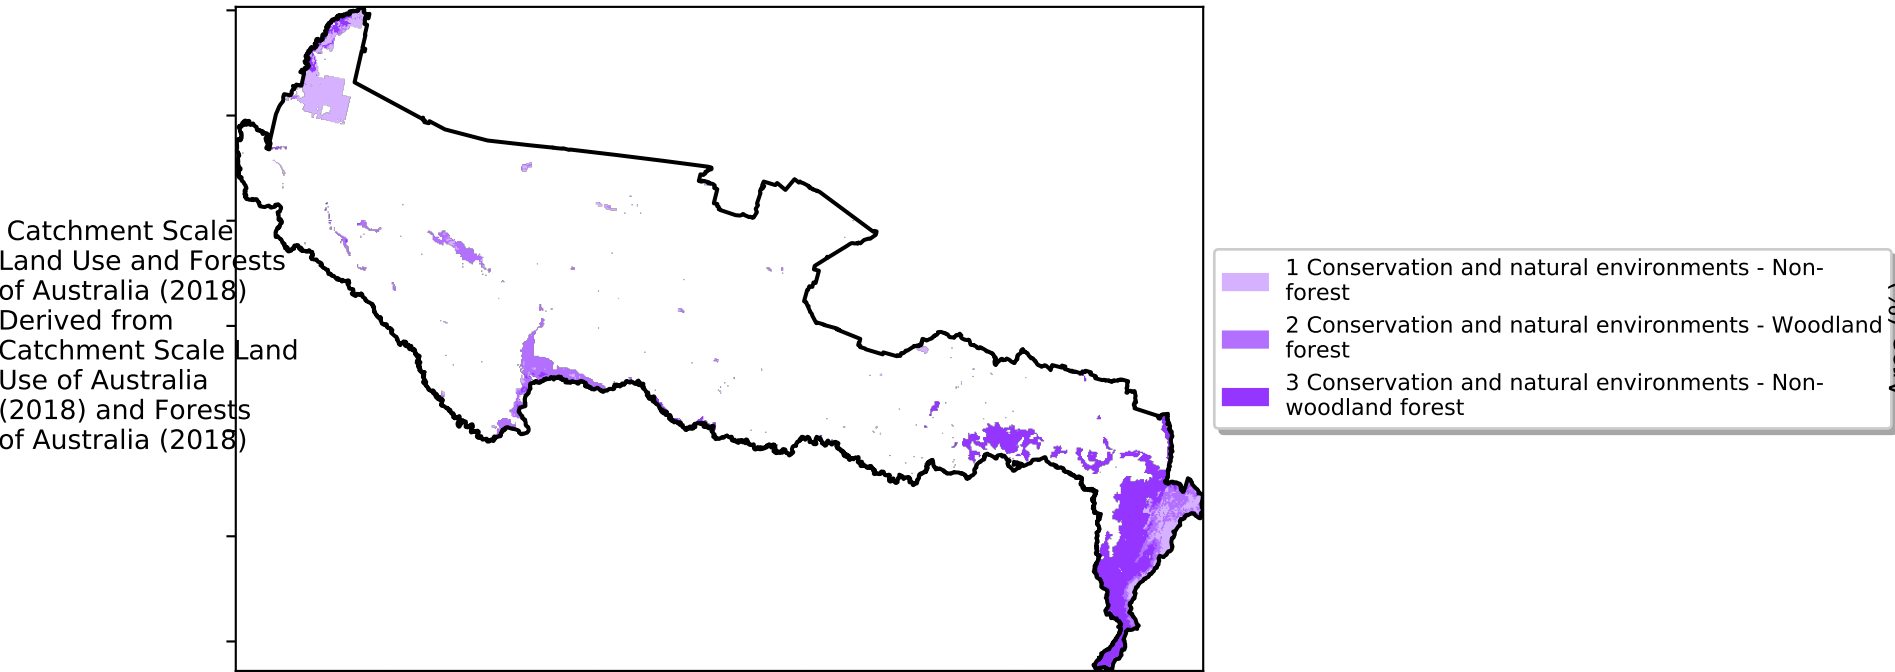 Catchment Scale
Land Use and Forests
of Australia (2018)
Derived from
Catchment Scale Land
Use of Australia
(2018) and Forests
of Australia (2018)
1 Conservation and natural environments - Non-
forest
2 Conservation and natural environments - Woodland
forest
3 Conservation and natural environments - Non-
woodland forest